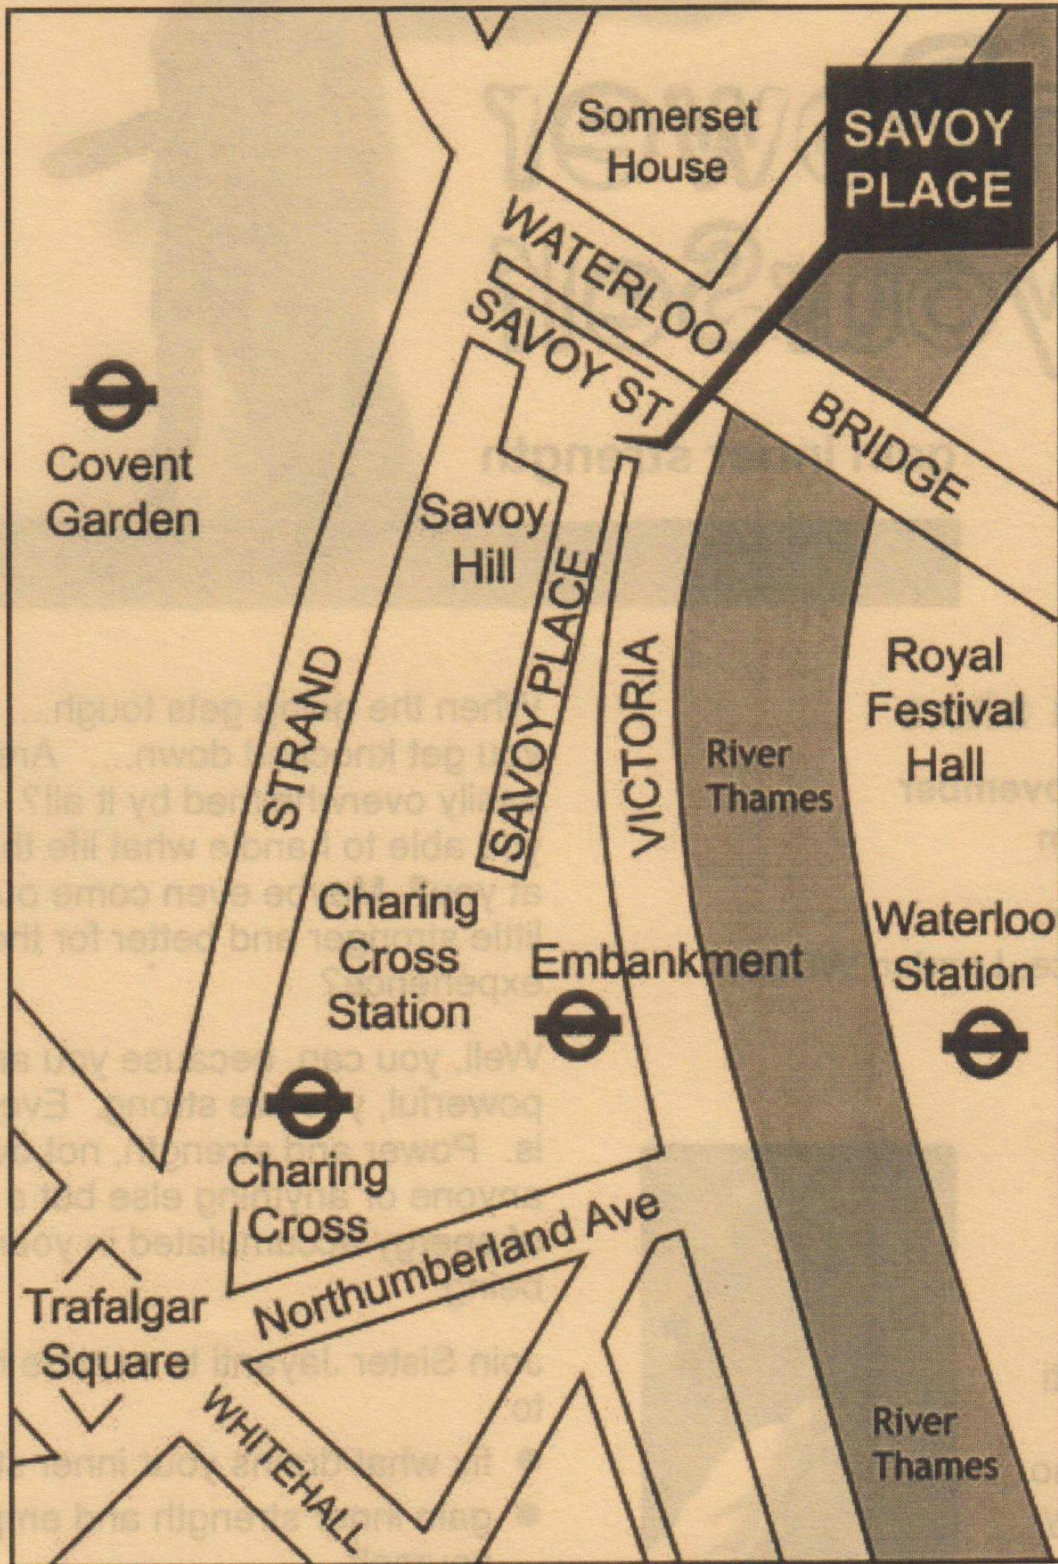 Somerset
House
SAVOY
PLACE
WATERLOO
BRIDGE
SAVOY ST
Covent
Garden
Savoy
Hill
SAVOY PLACE
STRAND
VICTORIA
River
Thames
Royal
Festival
Hall
Charing
Cross
Station
Embankment
Waterloo
Station
Charing
Cross
Northumberland Ave
Trafalgar
Square
WHITEHALL
River
Thames